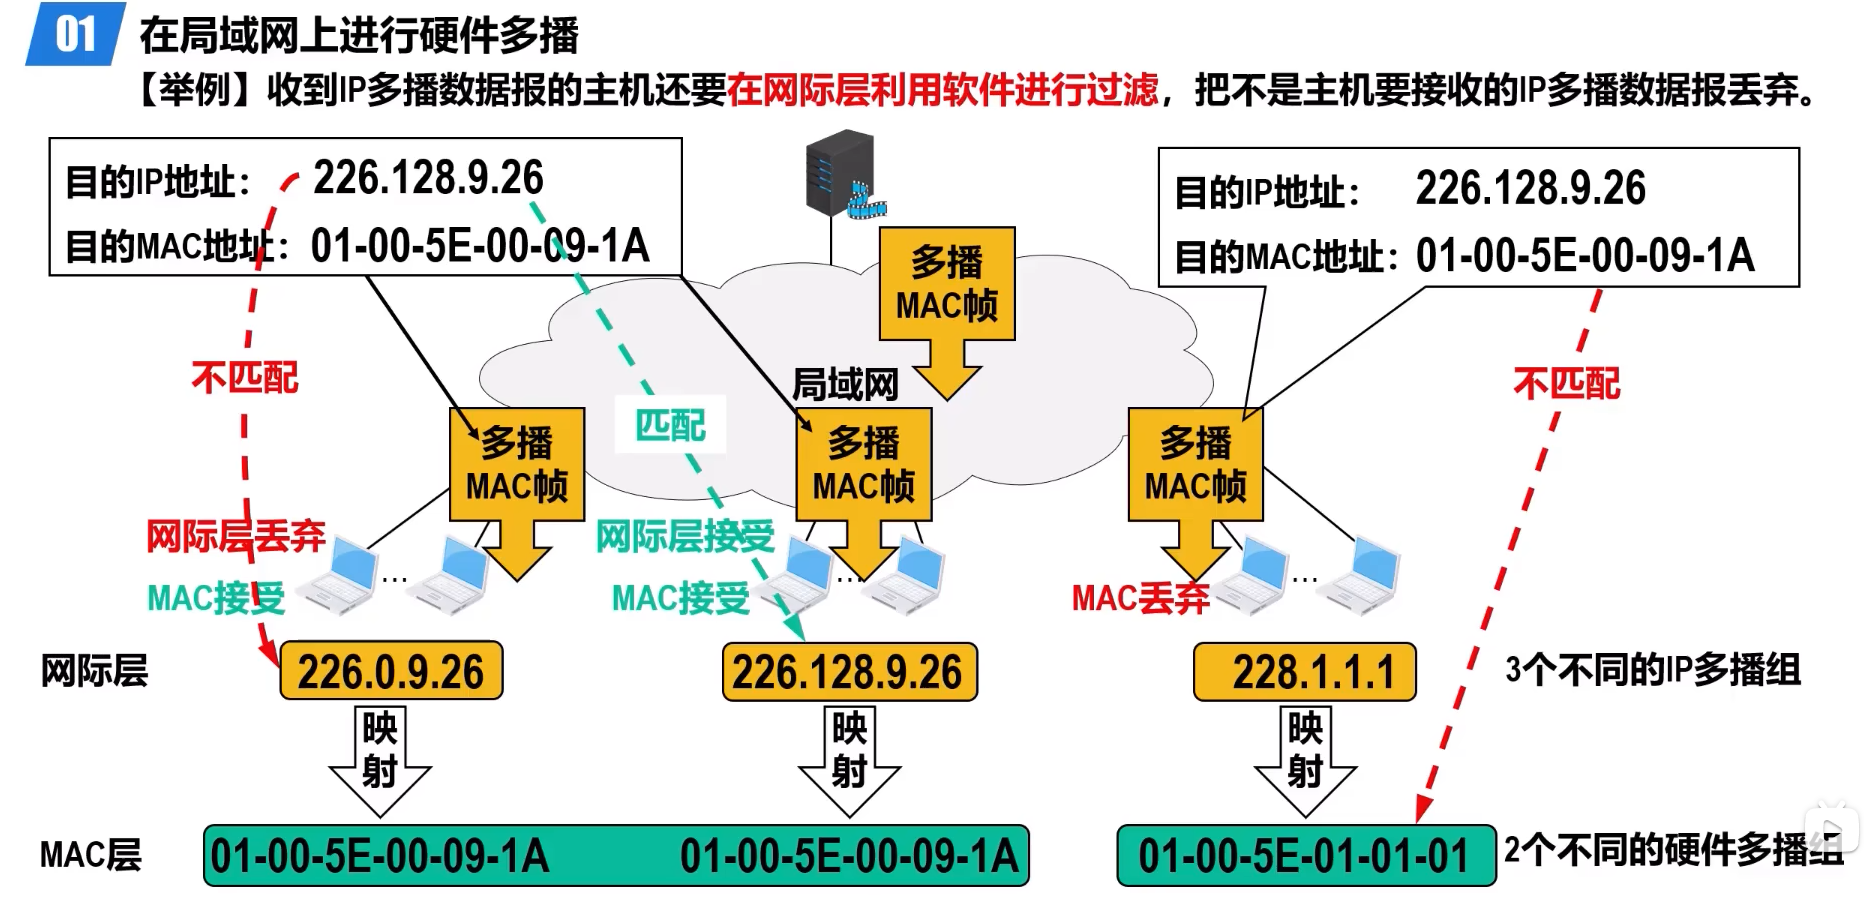 01 在局域网上进行硬件多播
【举例】收到IP多播数据报的主机还要在网际层利用软件进行过滤，把不是主机要接收的IP多播数据报丢弃。
目的IP地址： 226.128.9.26
目的MAC地址：01-00-5E-00-09-1A
目的IP地址： 226.128.9.26
目的MAC地址：01-00-5E-00-09-1A
多播
MAC帧
局域网
不匹配
匹配
不匹配
多播
MAC帧
多播
MAC帧
多播
MAC帧
网际层丢弃
MAC接受
...
网际层接受
MAC接受
...
MAC丢弃
...
网际层
226.0.9.26
226.128.9.26
228.1.1.1
3个不同的IP多播组
映
射
映
射
映
射
MAC层
01-00-5E-00-09-1A
01-00-5E-00-09-1A
01-00-5E-01-01-01
2个不同的硬件多播组